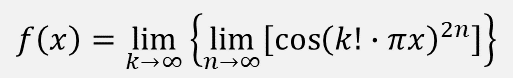 f(x) = lim_{k→∞} {lim_{n→∞} [cos(k! · πx)^{2n}]}